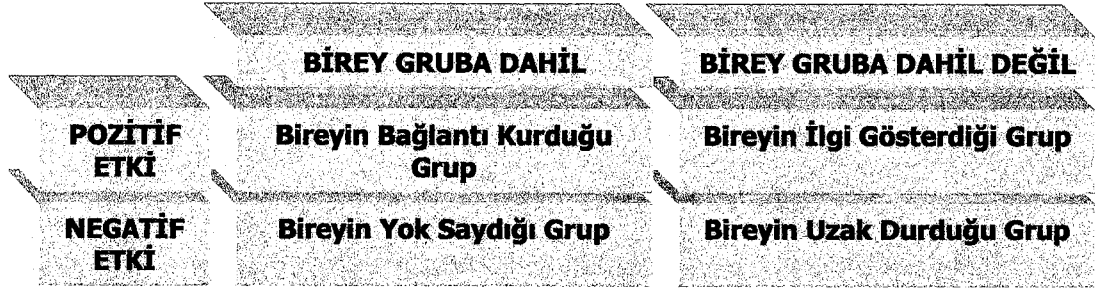 BİREY GRUBA DAHİL BİREY GRUBA DAHİL DEĞİL
POZİTİF ETKİ Bireyin Bağlantı Kurduğu Grup Bireyin İlgi Gösterdiği Grup
NEGATİF ETKİ Bireyin Yok Saydığı Grup Bireyin Uzak Durduğu Grup